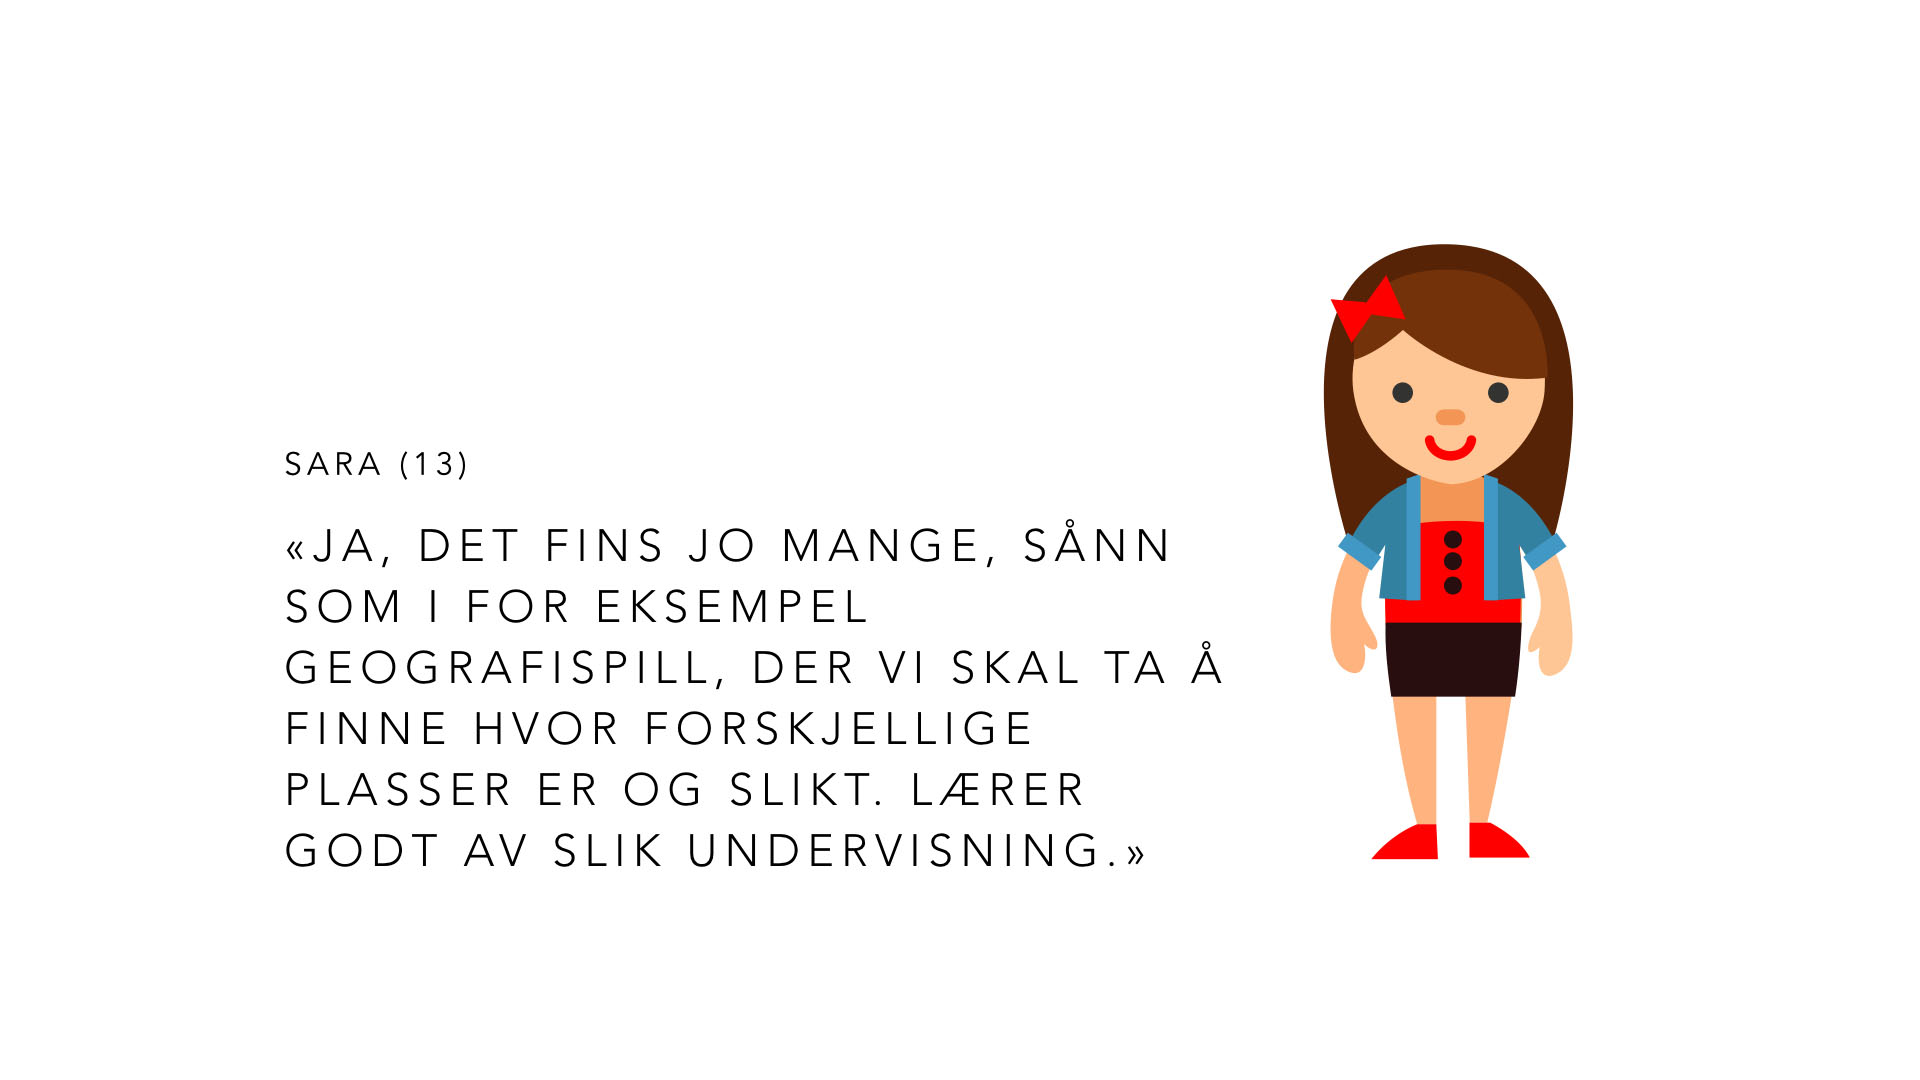 SARA (13)
«JA, DET FINS JO MANGE, SÅNN
SOM I FOR EKSEMPEL
GEOGRAFISPILL, DER VI SKAL TA Å
FINNE HVOR FORSKJELLIGE
PLASSER ER OG SLIKT. LÆRER
GODT AV SLIK UNDERVISNING.»